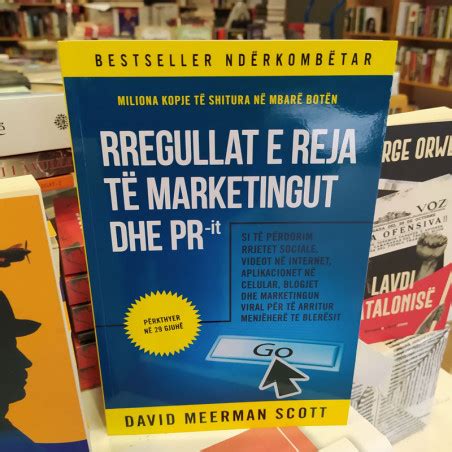 BESTSELLER NDËRKOMBËTAR
MILIONA KOPJE TË SHITURA NË MBARË BOTËN
RREGULLAT E REJA
TË MARKETINGUT
DHE PR-it
SI TË PËRDORIM
RRJETET SOCIALE,
VIDEOT NË INTERNET,
APLIKACIONET NË
CELULAR, BLOGJET
DHE MARKETINGUN
VIRAL PËR TË ARRITUR
MENJËHERË TE BLERËSIT
PËRKTHYER
NË 29 GJUHË
Go
DAVID MEERMAN SCOTT
RGE ORWE
VOZ
OFENSIVA
LAVDI
TALONISË